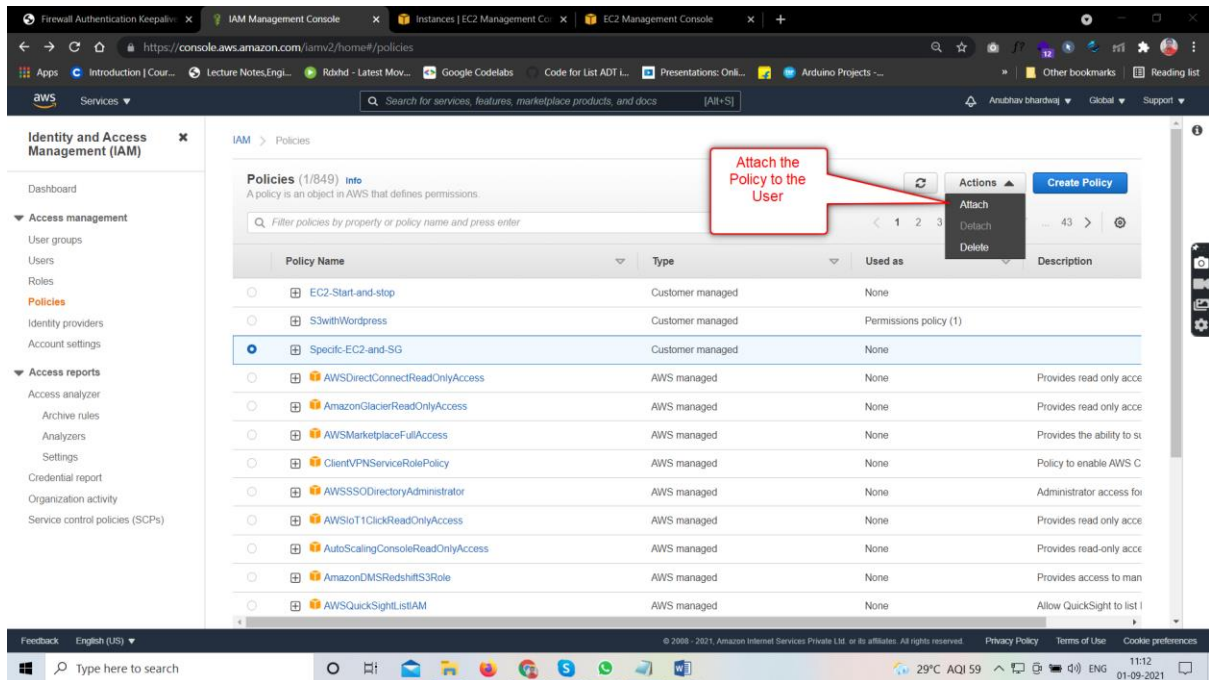 Firewall Authentication Keepalive
IAM Management Console
Instances | EC2 Management Con
EC2 Management Console
https://console.aws.amazon.com/iamv2/home#/policies
12
Apps
Introduction | Cour...
Lecture Notes,Engi...
Rdxhd - Latest Mov...
Google Codelabs
Code for List ADT i...
Presentations: Onli...
Arduino Projects -...
»
Other bookmarks
Reading list
aws
Services ▼
Search for services, features, marketplace products, and docs
[Alt+S]
Anubhav bhardwaj ▼
Global ▼
Support ▼
Identity and Access
Management (IAM)
Dashboard
Access management
User groups
Users
Roles
Policies
Identity providers
Account settings
Access reports
Access analyzer
Archive rules
Analyzers
Settings
Credential report
Organization activity
Service control policies (SCPs)
IAM > Policies
Policies (1/849) Info
A policy is an object in AWS that defines permissions.
Filter policies by property or policy name and press enter
Attach the
Policy to the
User
Actions ▲
Create Policy
Attach
Detach
Delete
< 1 2 3 ... 43 >
Policy Name Type Used as Description
EC2-Start-and-stop Customer managed None
S3withWordpress Customer managed Permissions policy (1)
Specifc-EC2-and-SG Customer managed None
AWSDirectConnectReadOnlyAccess AWS managed None Provides read only acce
AmazonGlacierReadOnlyAccess AWS managed None Provides read only acce
AWSMarketplaceFullAccess AWS managed None Provides the ability to su
ClientVPNServiceRolePolicy AWS managed None Policy to enable AWS C
AWSSSODirectoryAdministrator AWS managed None Administrator access for
AWSIoT1ClickReadOnlyAccess AWS managed None Provides read only acce
AutoScalingConsoleReadOnlyAccess AWS managed None Provides read-only acce
AmazonDMSRedshiftS3Role AWS managed None Provides access to man
AWSQuickSightListIAM AWS managed None Allow QuickSight to list I
Feedback English (US) ▼
© 2008 - 2021, Amazon Internet Services Private Ltd. or its affiliates. All rights reserved.
Privacy Policy Terms of Use Cookie preferences
Type here to search
29°C AQI 59
ENG
11:12
01-09-2021